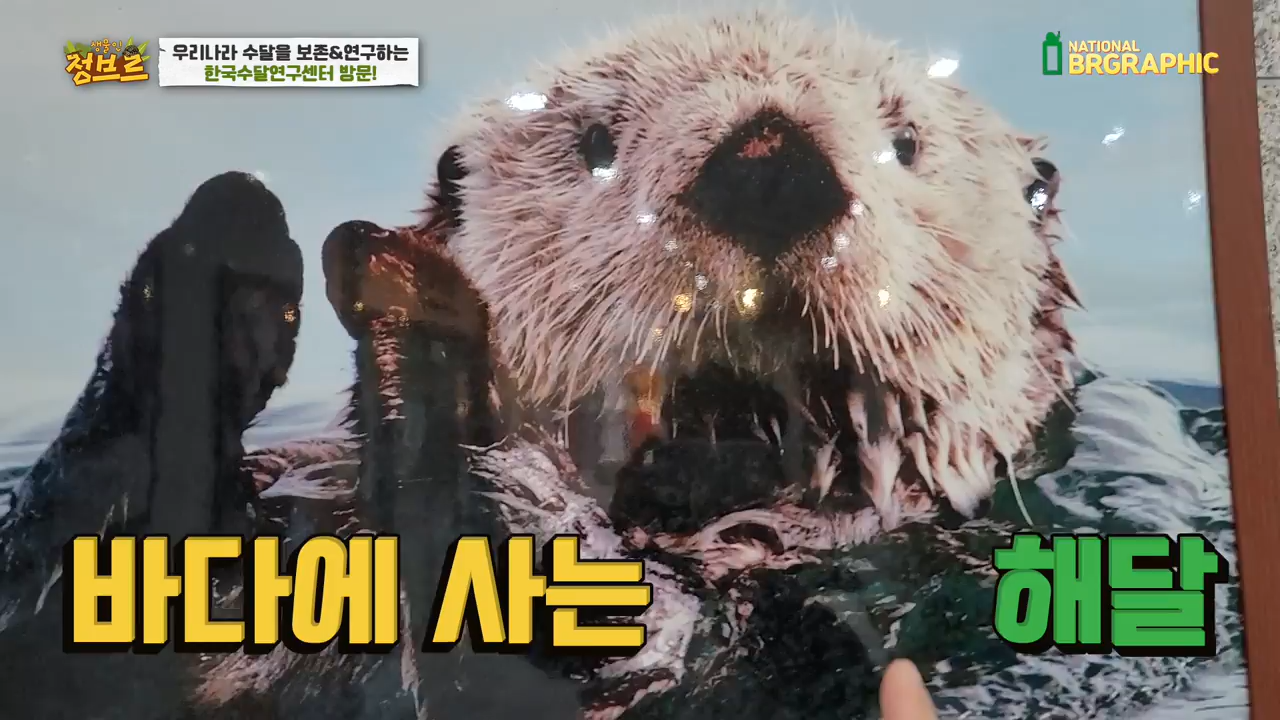 생물인
정브르
우리나라 수달을 보존&연구하는
한국수달연구센터 방문!
NATIONAL
BRGRAPHIC
바다에 사는 해달